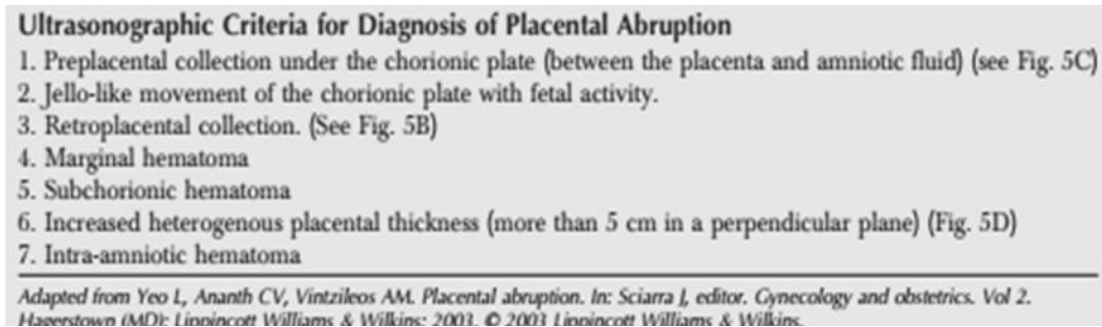 Ultrasonographic Criteria for Diagnosis of Placental Abruption
1. Preplacental collection under the chorionic plate (between the placenta and amniotic fluid) (see Fig. 5C)
2. Jello-like movement of the chorionic plate with fetal activity.
3. Retroplacental collection. (See Fig. 5B)
4. Marginal hematoma
5. Subchorionic hematoma
6. Increased heterogenous placental thickness (more than 5 cm in a perpendicular plane) (Fig. 5D)
7. Intra-amniotic hematoma
Adapted from Yeo L, Ananth CV, Vintzileos AM. Placental abruption. In: Sciarra J, editor. Gynecology and obstetrics. Vol 2.
Hagerstown (MD): Lippincott Williams & Wilkins; 2003. © 2003 Lippincott Williams & Wilkins.